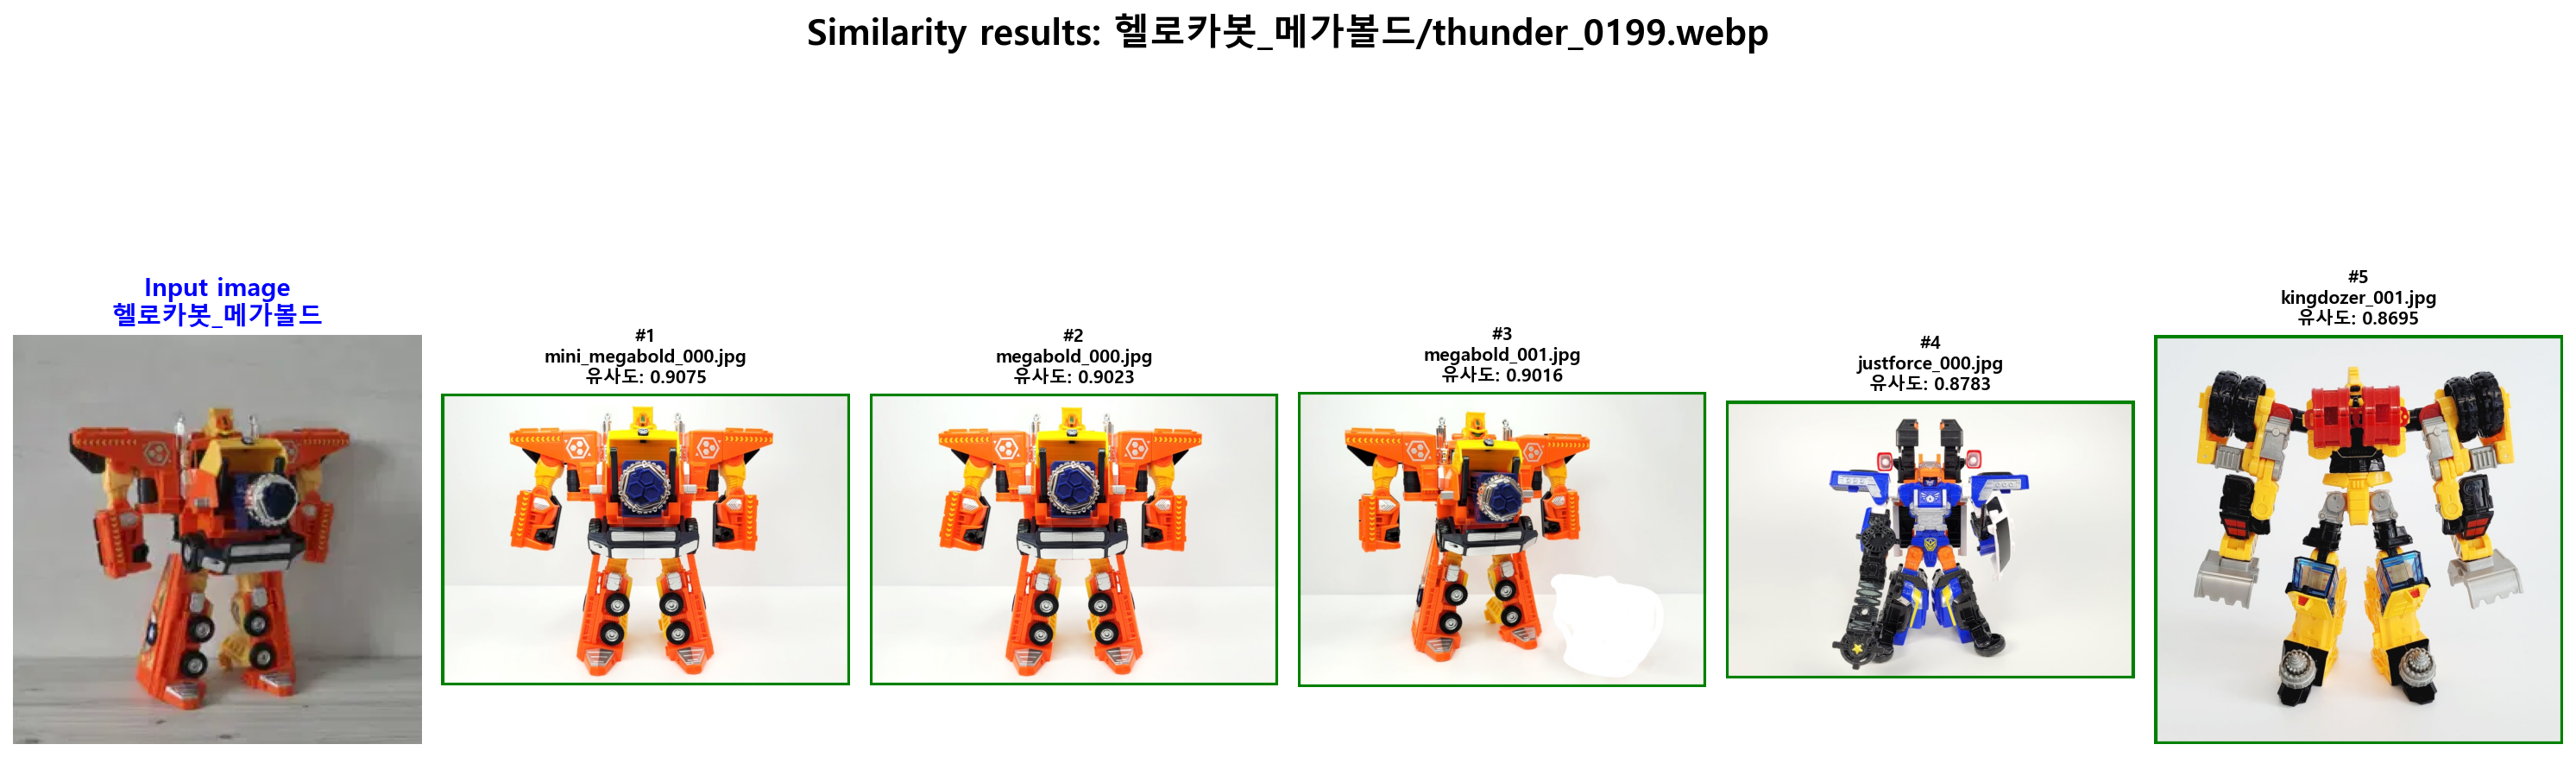 Similarity results: 헬로카봇_메가볼드/thunder_0199.webp
Input image
헬로카봇_메가볼드
#1
mini_megabold_000.jpg
유사도: 0.9075
#2
megabold_000.jpg
유사도: 0.9023
#3
megabold_001.jpg
유사도: 0.9016
#4
justforce_000.jpg
유사도: 0.8783
#5
kingdozer_001.jpg
유사도: 0.8695